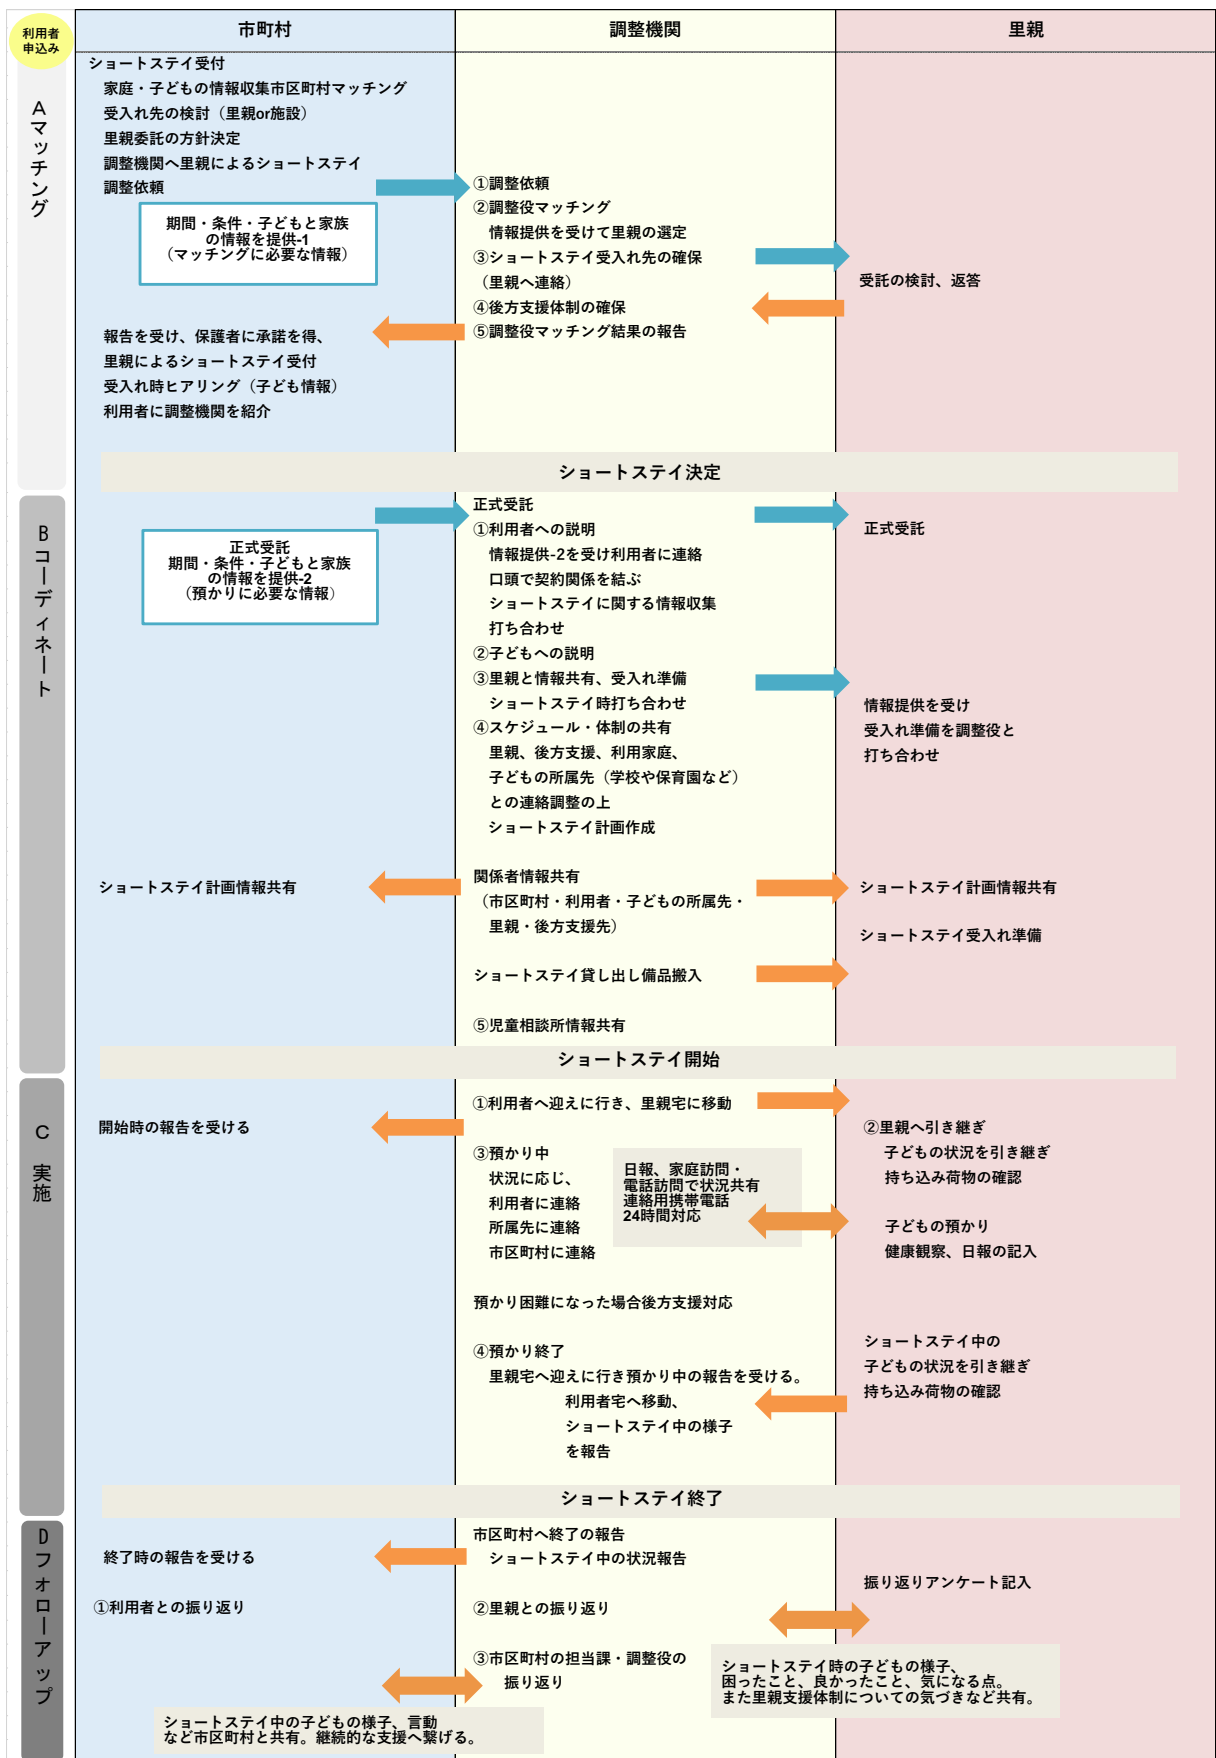 利用者
申込み
市町村
調整機関
里親
Aマッチング
ショートステイ受付
家庭・子どもの情報収集市区町村マッチング
受入れ先の検討（里親or施設）
里親委託の方針決定
調整機関へ里親によるショートステイ
調整依頼
期間・条件・子どもと家族
の情報を提供-1
（マッチングに必要な情報）
①調整依頼
②調整役マッチング
情報提供を受けて里親の選定
③ショートステイ受入れ先の確保
（里親へ連絡）
④後方支援体制の確保
⑤調整役マッチング結果の報告
受託の検討、返答
報告を受け、保護者に承諾を得、
里親によるショートステイ受付
受入れ時ヒアリング（子ども情報）
利用者に調整機関を紹介
ショートステイ決定
Bコーディネート
正式受託
期間・条件・子どもと家族
の情報を提供-2
（預かりに必要な情報）
正式受託
①利用者への説明
情報提供-2を受け利用者に連絡
口頭で契約関係を結ぶ
ショートステイに関する情報収集
打ち合わせ
②子どもへの説明
③里親と情報共有、受入れ準備
ショートステイ時打ち合わせ
④スケジュール・体制の共有
里親、後方支援、利用家庭、
子どもの所属先（学校や保育園など）
との連絡調整の上
ショートステイ計画作成
正式受託
情報提供を受け
受入れ準備を調整役と
打ち合わせ
ショートステイ計画情報共有
関係者情報共有
（市区町村・利用者・子どもの所属先・
里親・後方支援先）
ショートステイ計画情報共有
ショートステイ受入れ準備
ショートステイ貸し出し備品搬入
⑤児童相談所情報共有
ショートステイ開始
C 実施
①利用者へ迎えに行き、里親宅に移動
開始時の報告を受ける
②里親へ引き継ぎ
子どもの状況を引き継ぎ
持ち込み荷物の確認
③預かり中
状況に応じ、
利用者に連絡
所属先に連絡
市区町村に連絡
日報、家庭訪問・
電話訪問で状況共有
連絡用携帯電話
24時間対応
子どもの預かり
健康観察、日報の記入
預かり困難になった場合後方支援対応
④預かり終了
里親宅へ迎えに行き預かり中の報告を受ける。
利用者宅へ移動、
ショートステイ中の様子
を報告
ショートステイ中の
子どもの状況を引き継ぎ
持ち込み荷物の確認
ショートステイ終了
Dフォローアップ
市区町村へ終了の報告
ショートステイ中の状況報告
終了時の報告を受ける
振り返りアンケート記入
①利用者との振り返り
②里親との振り返り
③市区町村の担当課・調整役の
振り返り
ショートステイ時の子どもの様子、
困ったこと、良かったこと、気になる点。
また里親支援体制についての気づきなど共有。
ショートステイ中の子どもの様子、言動
など市区町村と共有。継続的な支援へ繋げる。